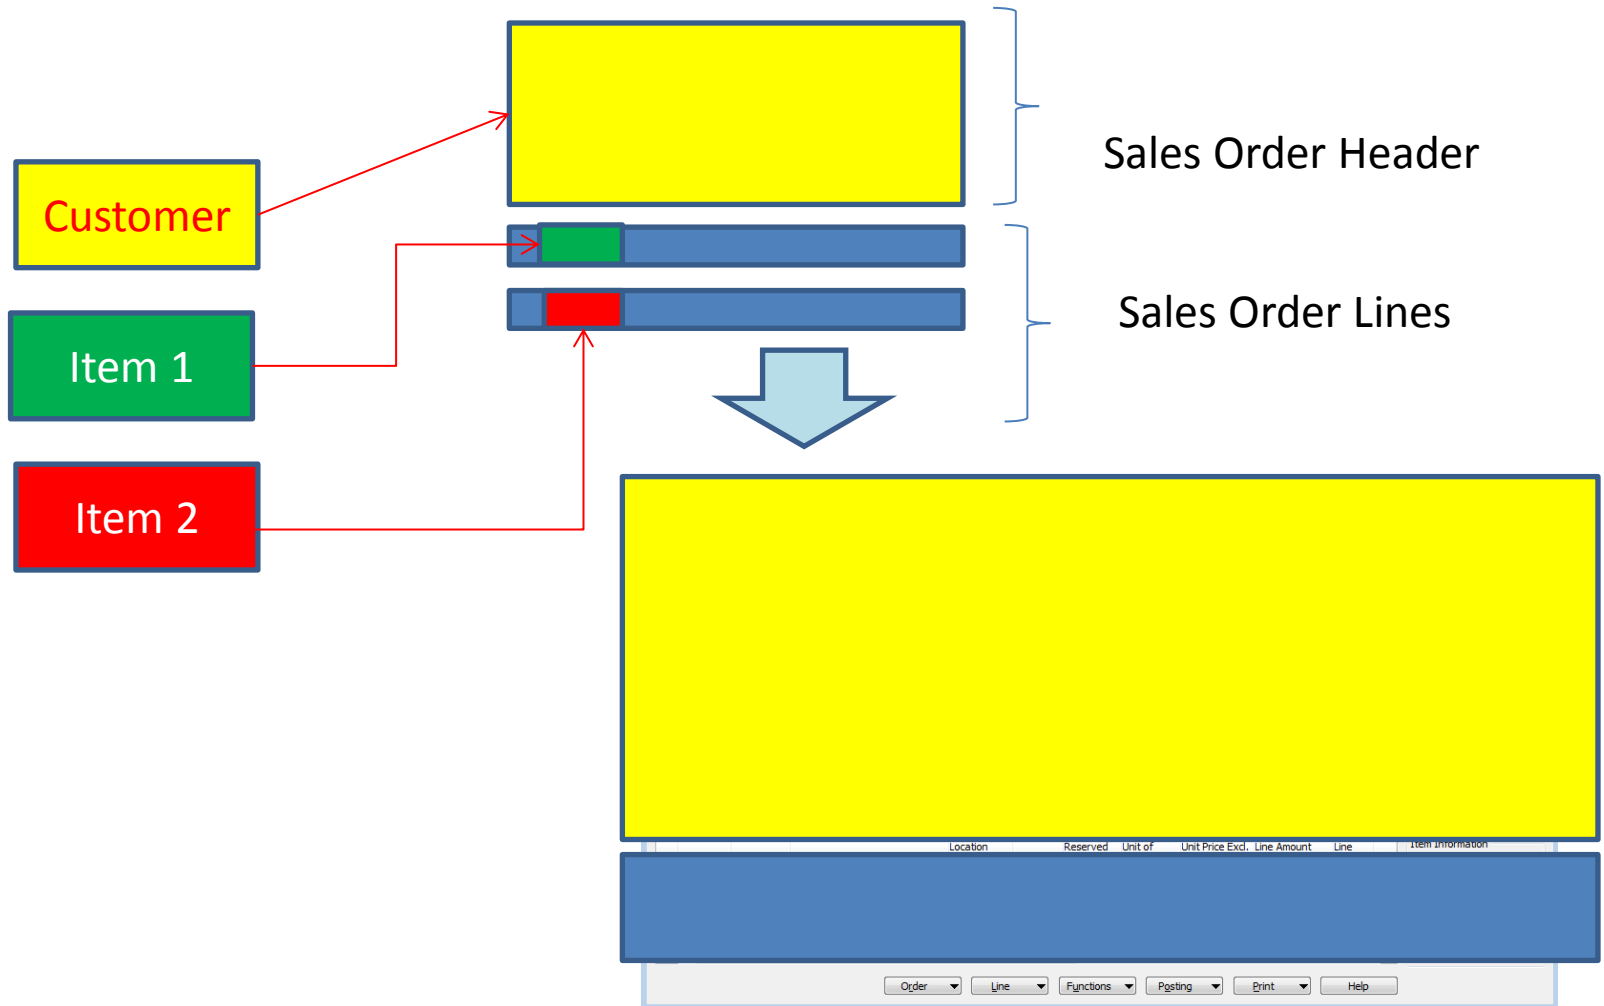 Sales Order Header
Customer
Sales Order Lines
Item 1
Item 2
Location Reserved Unit of Unit Price Excl. Line Amount Line Item Information
Order Line Functions Posting Print Help